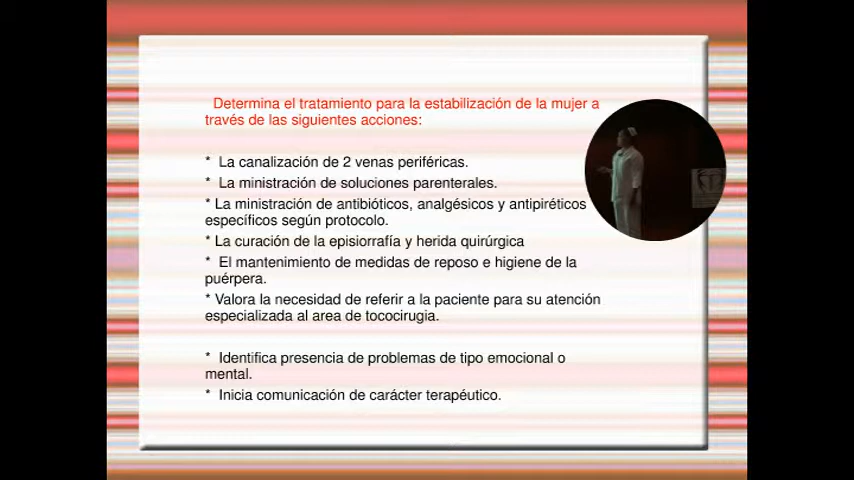 Determina el tratamiento para la estabilización de la mujer a
través de las siguientes acciones:
* La canalización de 2 venas periféricas.
* La ministración de soluciones parenterales.
* La ministración de antibióticos, analgésicos y antipiréticos
específicos según protocolo.
* La curación de la episiorrafía y herida quirúrgica
* El mantenimiento de medidas de reposo e higiene de la
puérpera.
* Valora la necesidad de referir a la paciente para su atención
especializada al area de tococirugia.
* Identifica presencia de problemas de tipo emocional o
mental.
* Inicia comunicación de carácter terapéutico.